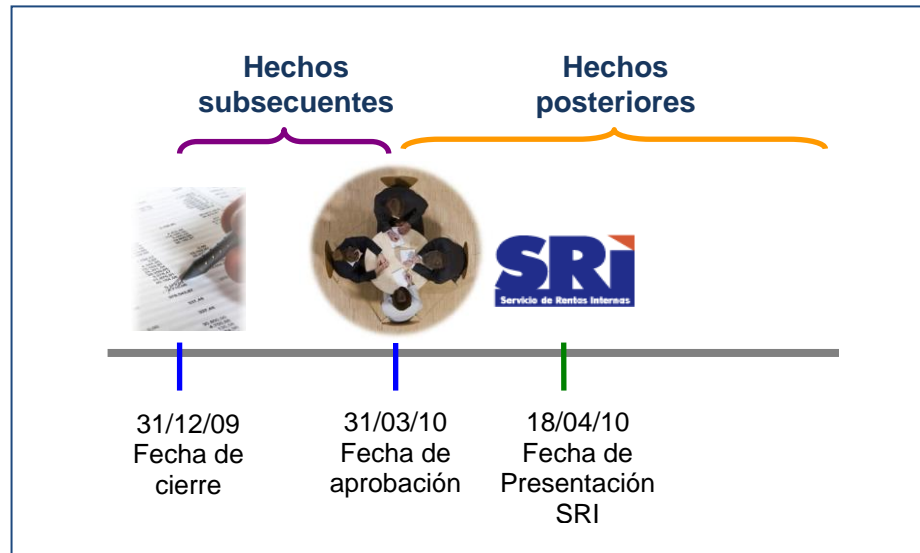 Hechos
subsecuentes
Hechos
posteriores
SRi
Servicio de Rentas Internas
31/12/09
Fecha de
cierre
31/03/10
Fecha de
aprobación
18/04/10
Fecha de
Presentación
SRI